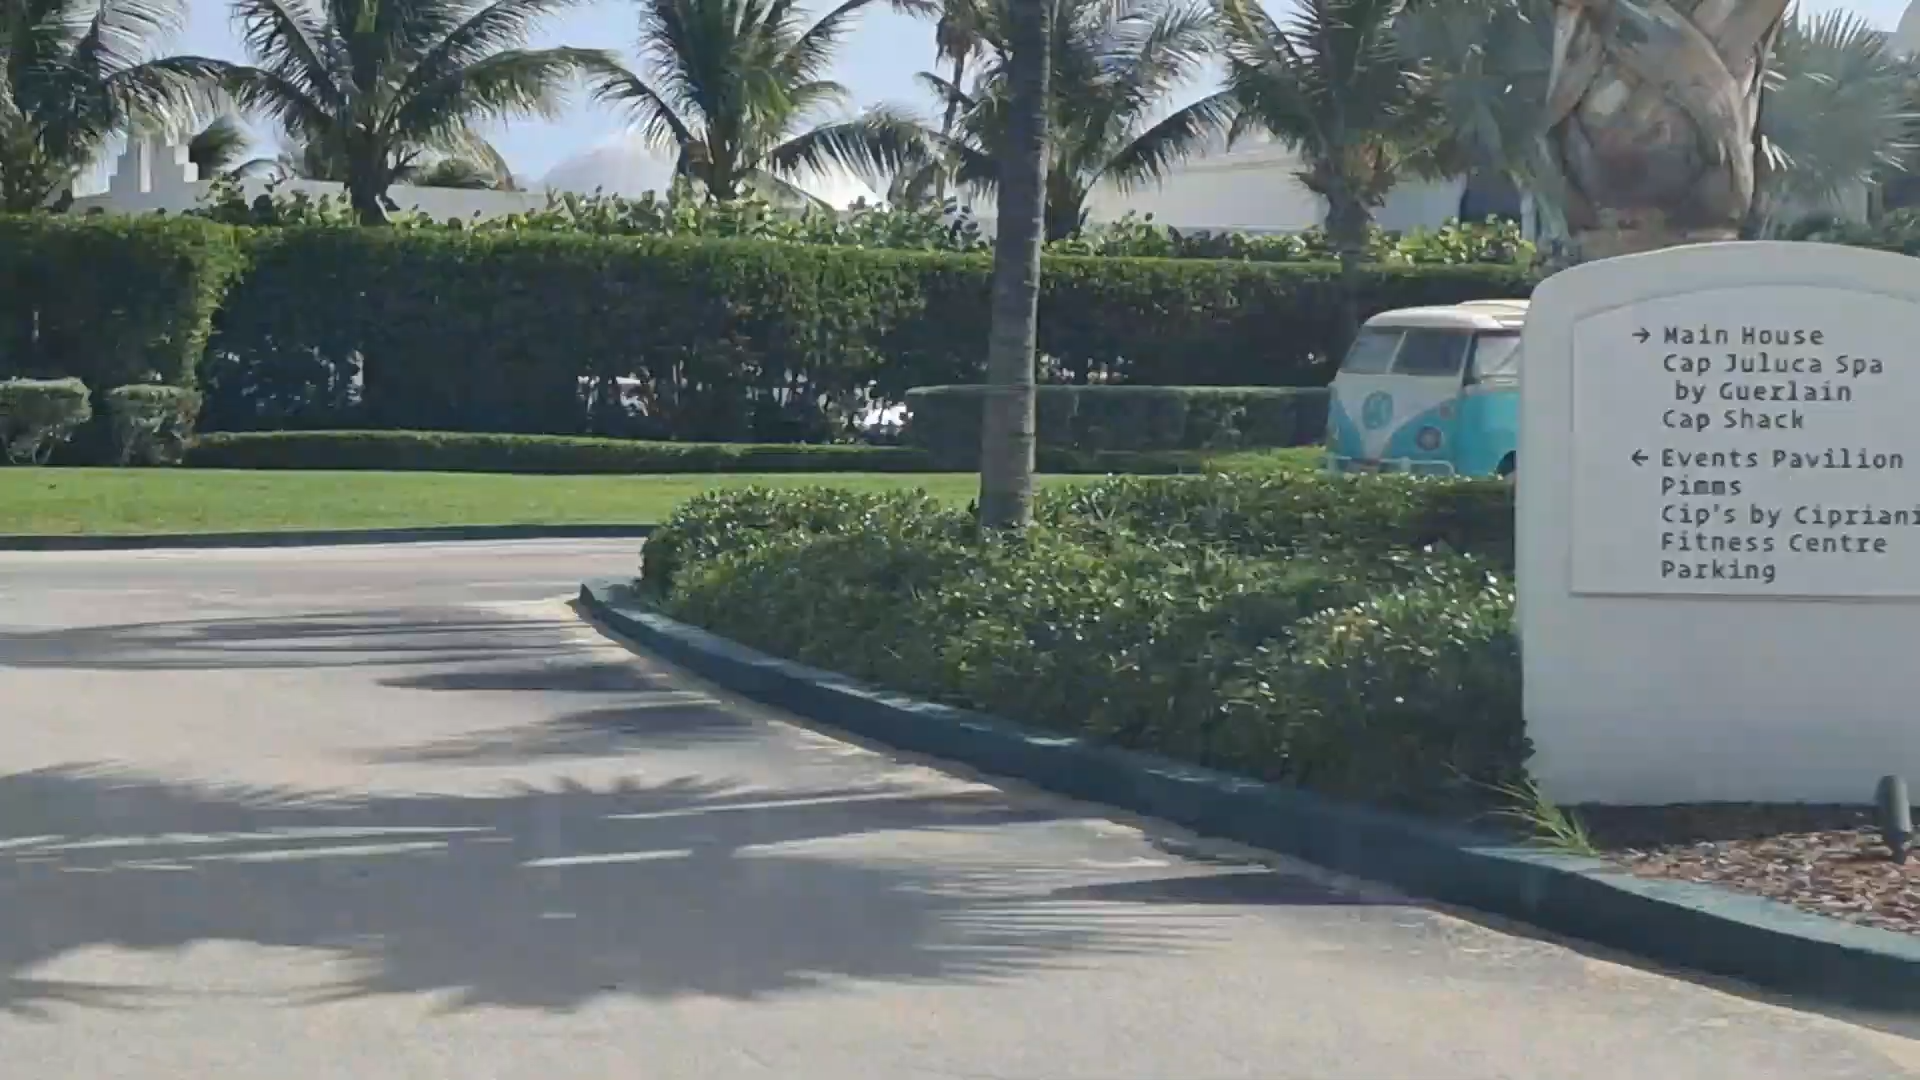 → Main House
Cap Juluca Spa
by Guerlain
Cap Shack
← Events Pavilion
Pimms
Cip's by Cipriani
Fitness Centre
Parking